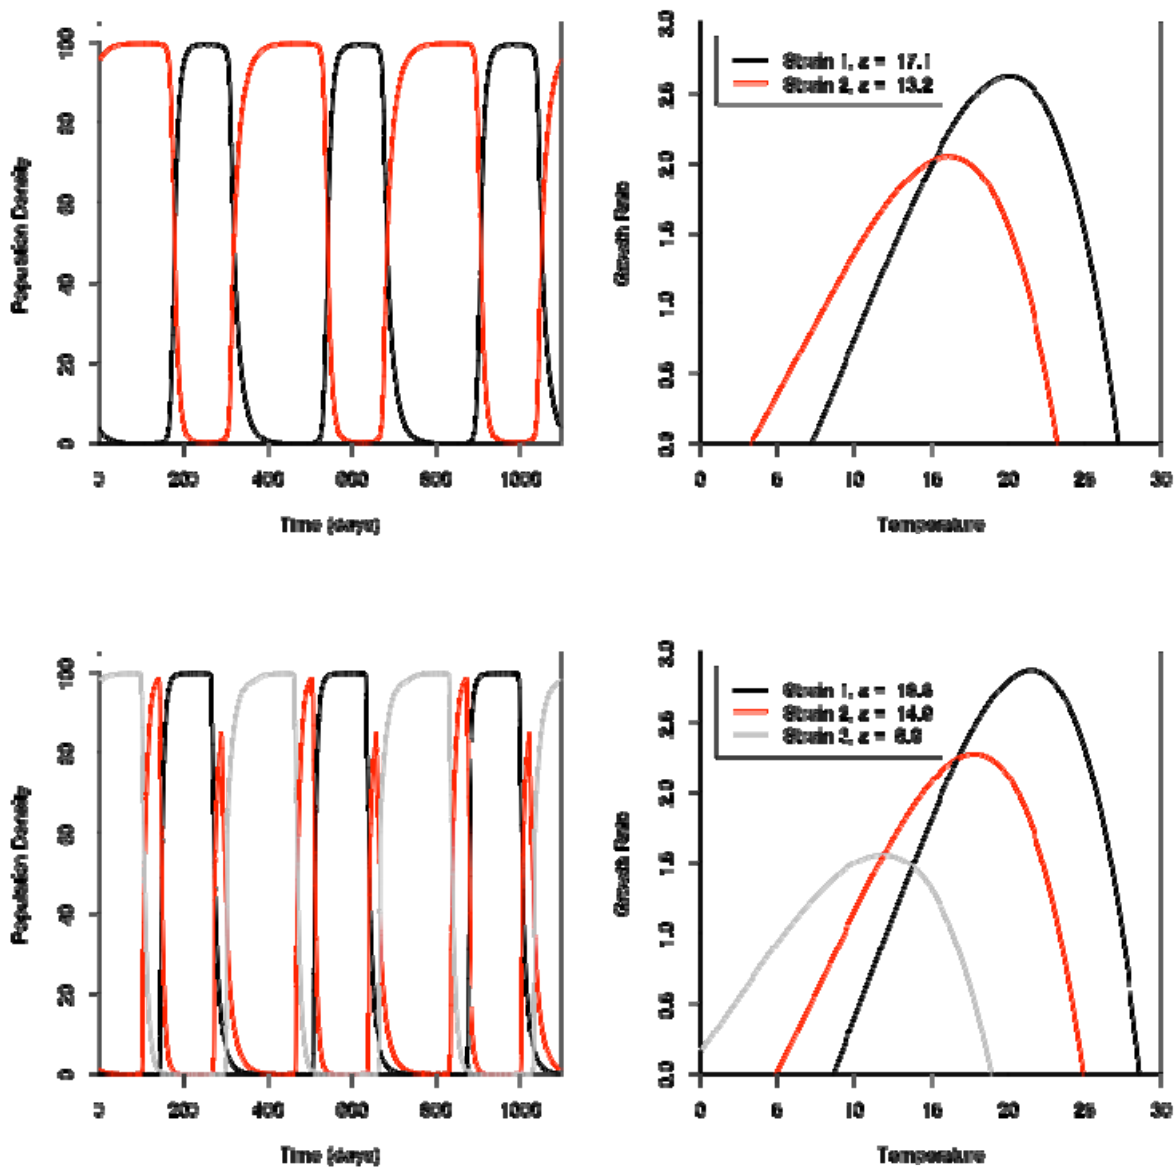 100
80
60
40
20
0
Population Density
0 200 400 600 800 1000
Time (days)
3.0
2.5
2.0
1.5
1.0
0.5
0.0
Growth Rate
Strain 1, z = 17.1
Strain 2, z = 13.2
0 5 10 15 20 25 30
Temperature
100
80
60
40
20
0
Population Density
0 200 400 600 800 1000
Time (days)
3.0
2.5
2.0
1.5
1.0
0.5
0.0
Growth Rate
Strain 1, z =
Strain 2, z =
Strain 3, z =
0 5 10 15 20 25 30
Temperature